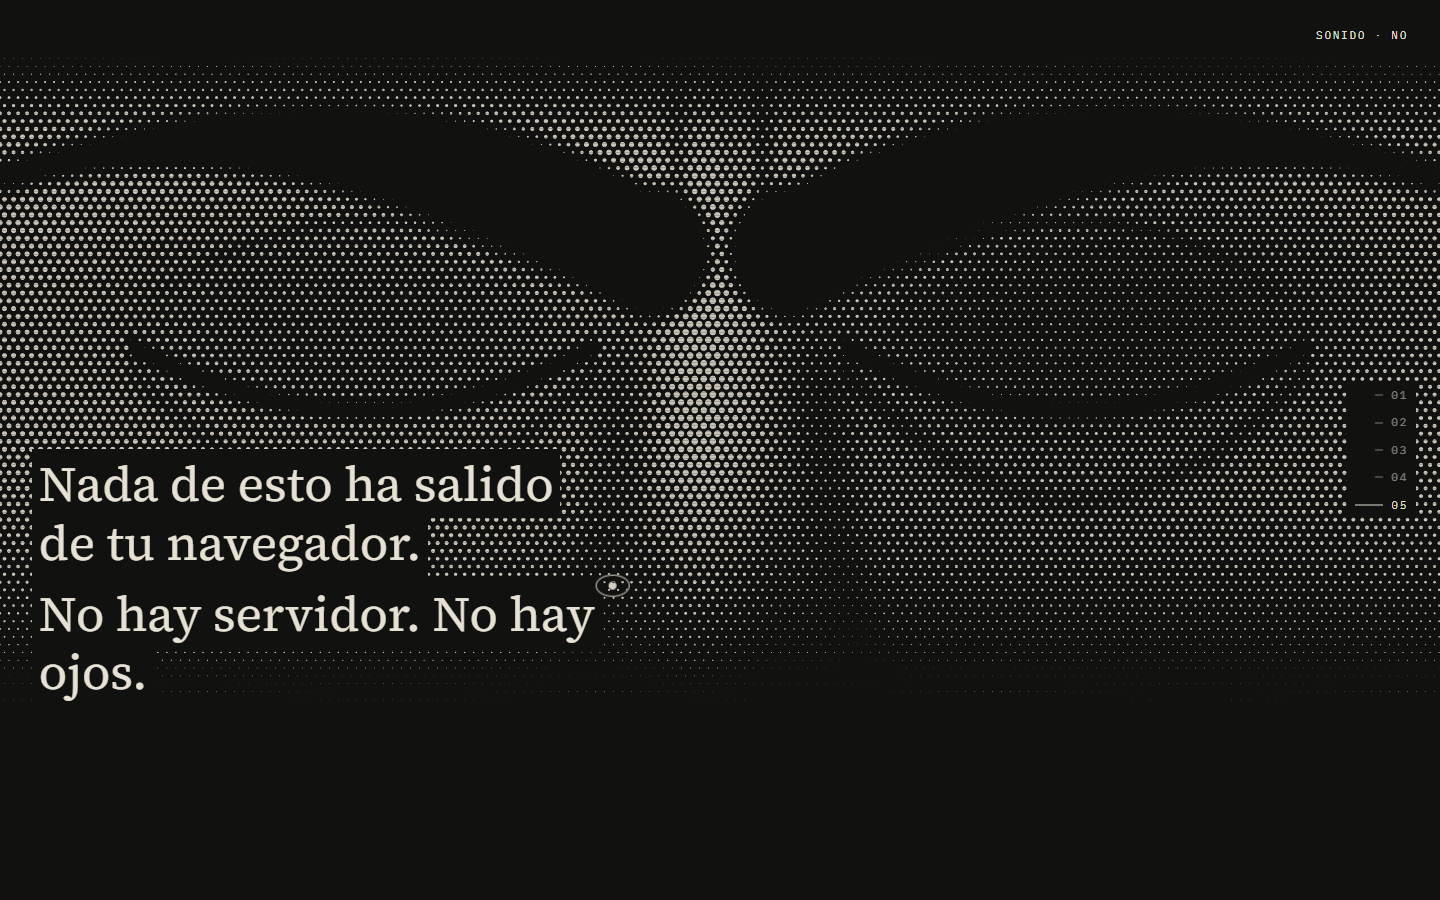 SONIDO · NO
01
02
03
04
05
Nada de esto ha salido
de tu navegador.
No hay servidor. No hay
ojos.